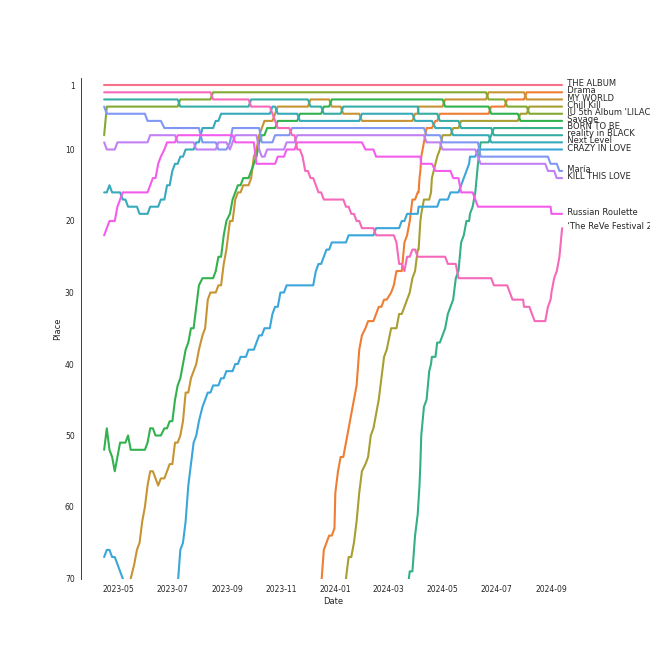 1
10
20
30
40
50
60
70
Place
2023-05
2023-07
2023-09
2023-11
2024-01
2024-03
2024-05
2024-07
2024-09
Date
THE ALBUM
Drama
MY WORLD
Chill Kill
IU 5th Album 'LILAC
Savage
BORN TO BE
reality in BLACK
Next Level
CRAZY IN LOVE
María
KILL THIS LOVE
Russian Roulette
'The ReVe Festival 2